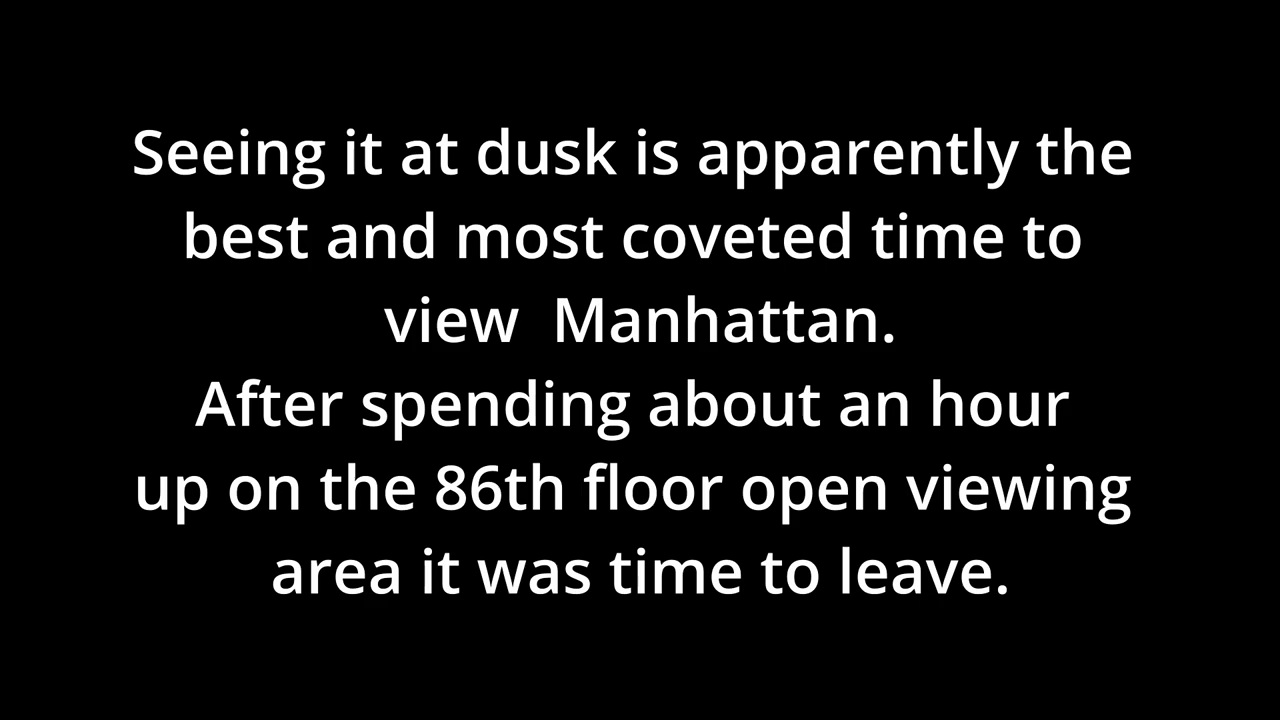 Seeing it at dusk is apparently the
best and most coveted time to
view  Manhattan.
After spending about an hour
up on the 86th floor open viewing
area it was time to leave.